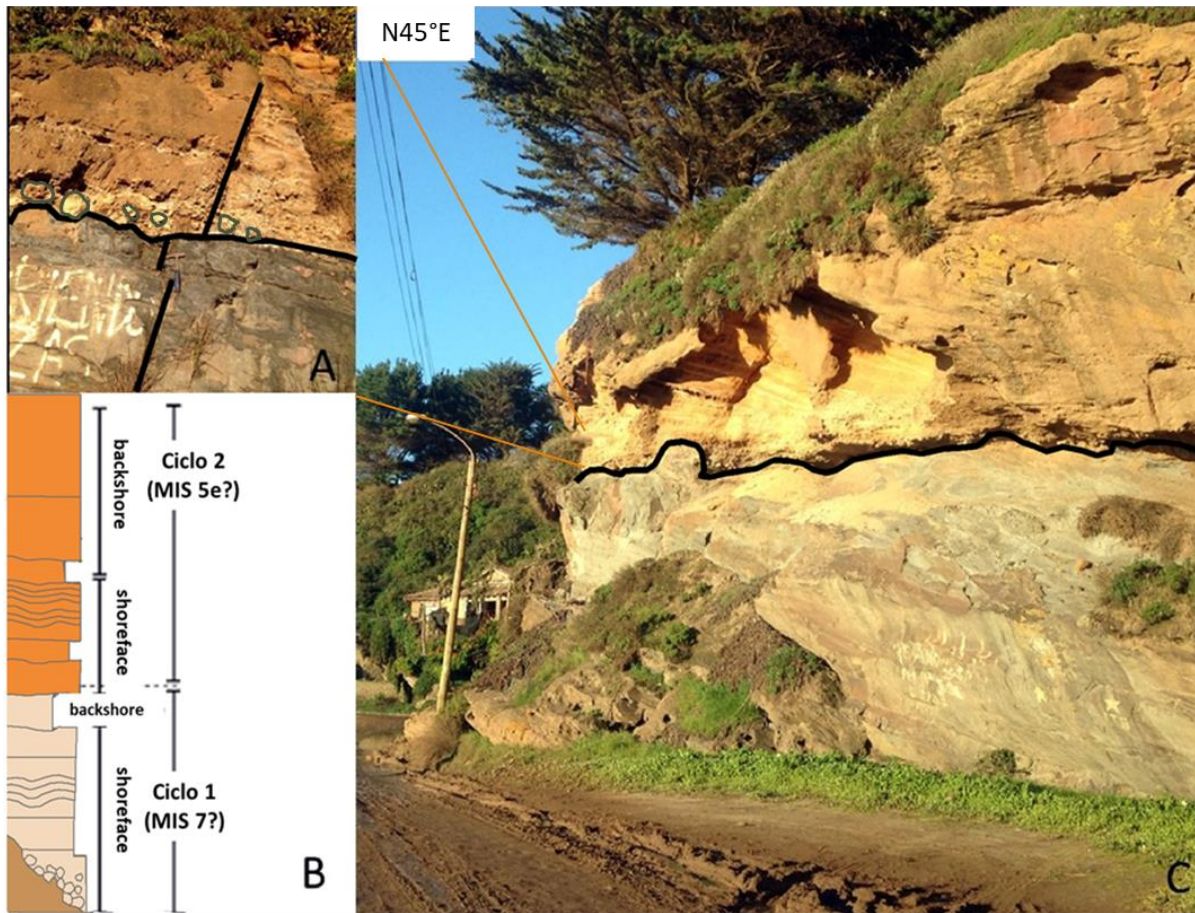 N45°E
A
backshore
Ciclo 2
(MIS 5e?)
shoreface
backshore
shoreface
Ciclo 1
(MIS 7?)
B
C